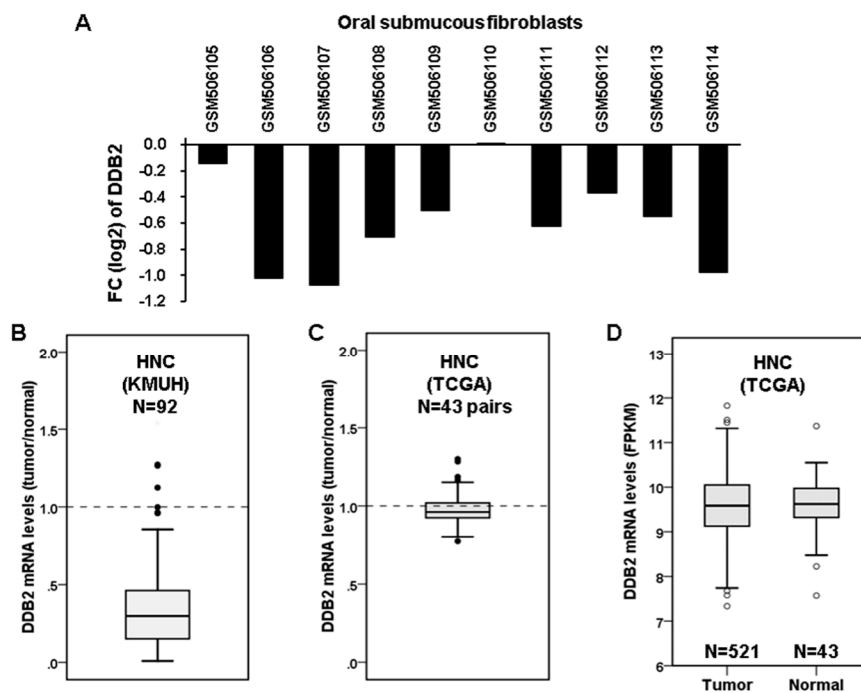 A
Oral submucous fibroblasts
GSM506105
GSM506106
GSM506107
GSM506108
GSM506109
GSM506110
GSM506111
GSM506112
GSM506113
GSM506114
FC (log2) of DDB2
0.0
-0.2
-0.4
-0.6
-0.8
-1.0
-1.2
B
DDB2 mRNA levels (tumor/normal)
2.0
1.5
1.0
.5
.0
HNC
(KMUH)
N=92
C
DDB2 mRNA levels (tumor/normal)
2.0
1.5
1.0
.5
.0
HNC
(TCGA)
N=43 pairs
D
DDB2 mRNA levels (FPKM)
13
12
11
10
9
8
7
6
HNC
(TCGA)
N=521 N=43
Tumor Normal